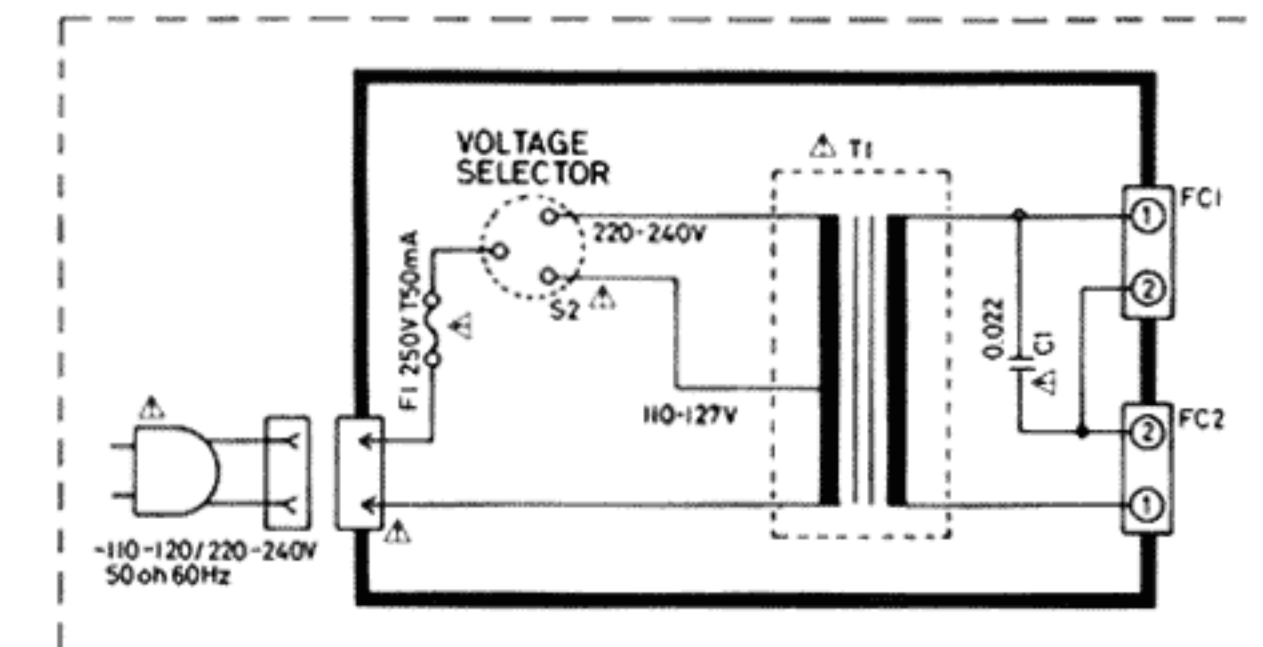 VOLTAGE
SELECTOR
T1
FC1
1
220-240V
F1 250V T50mA
S2
2
0.022
C1
110-127V
FC2
2
1
~110-120/220-240V
50 oh 60Hz